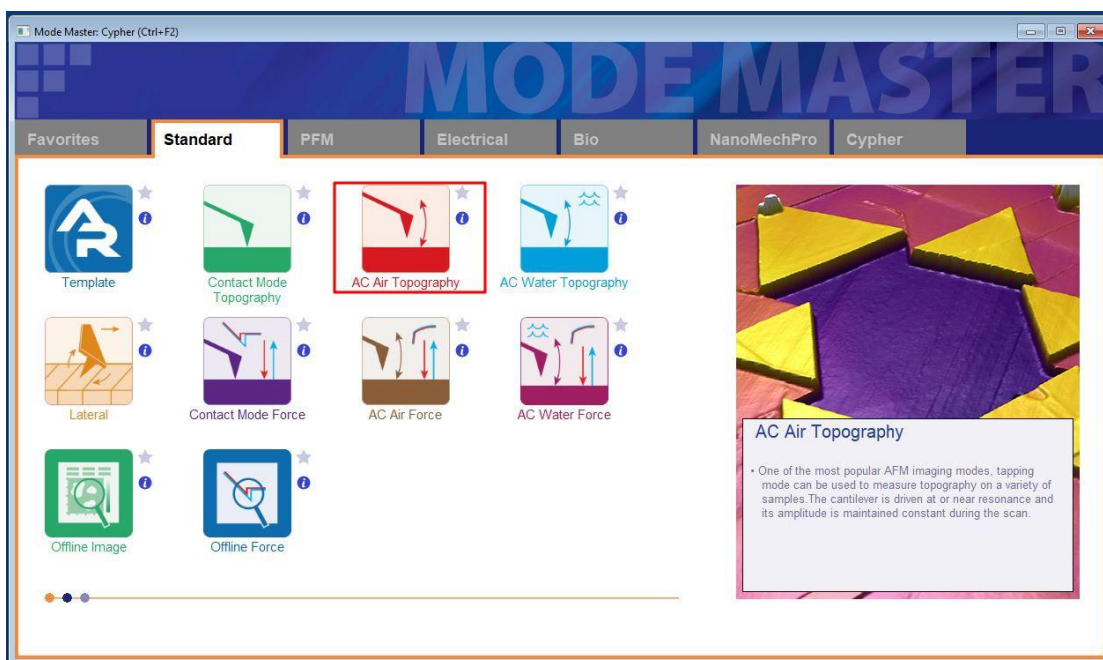 Mode Master: Cypher (Ctrl+F2)
MODE MASTER
Favorites Standard PFM Electrical Bio NanoMechPro Cypher
AR
Template
Contact Mode
Topography
AC Air Topography
AC Water Topography
Lateral
Contact Mode Force
AC Air Force
AC Water Force
Offline Image
Offline Force
AC Air Topography
• One of the most popular AFM imaging modes, tapping
mode can be used to measure topography on a variety of
samples.The cantilever is driven at or near resonance and
its amplitude is maintained constant during the scan.